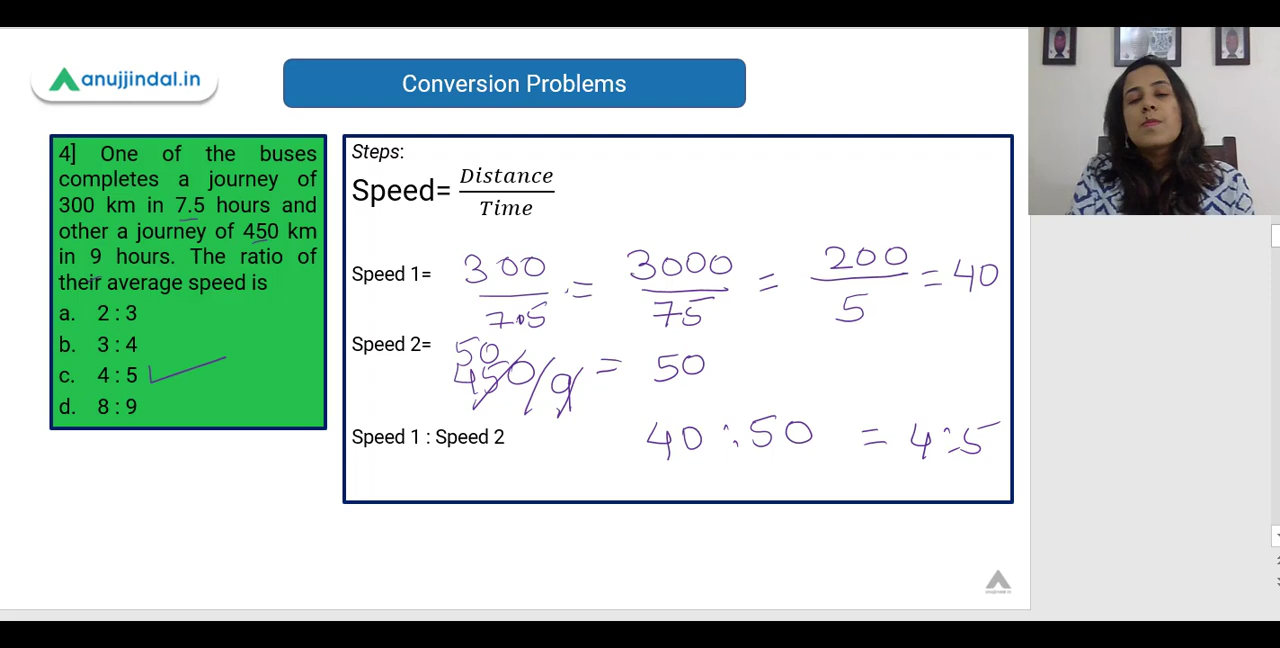 anujjindal.in
Conversion Problems
4] One of the buses
completes a journey of
300 km in 7.5 hours and
other a journey of 450 km
in 9 hours. The ratio of
their average speed is
a. 2 : 3
b. 3 : 4
c. 4 : 5
d. 8 : 9
Steps:
Speed= Distance/Time
Speed 1= 300/7.5 = 3000/75 = 200/5 = 40
50
Speed 2= 450/9 = 50
Speed 1 : Speed 2 40 : 50 = 4 : 5
anujjindal.in